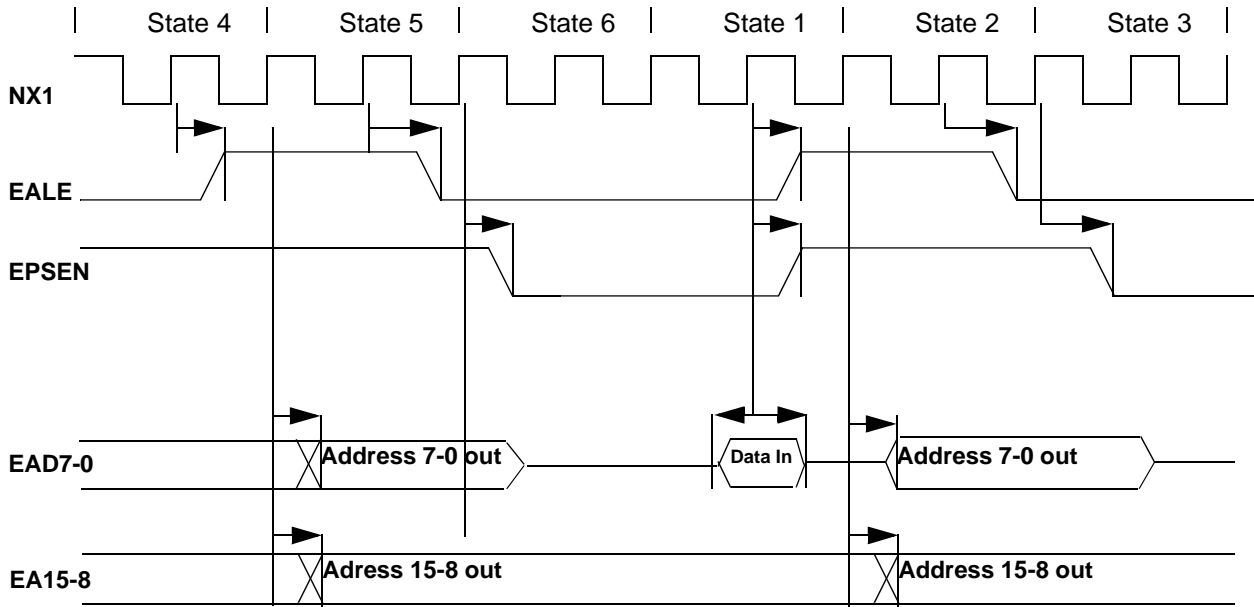 State 4 State 5 State 6 State 1 State 2 State 3
NX1
EALE
EPSEN
EAD7-0 Address 7-0 out Data In Address 7-0 out
EA15-8 Adress 15-8 out Address 15-8 out